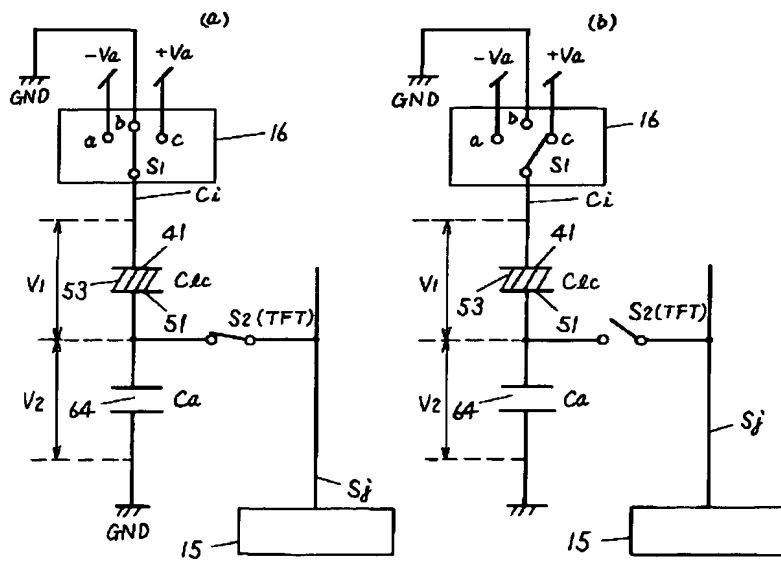 (a)
-Va
+Va
GND
b
a
c
16
S1
Ci
41
V1
53
Clc
51
S2(TFT)
V2
64
Ca
Sj
GND
15
(b)
-Va
+Va
GND
b
a
c
16
S1
Ci
41
V1
53
Clc
51
S2(TFT)
V2
64
Ca
Sj
15